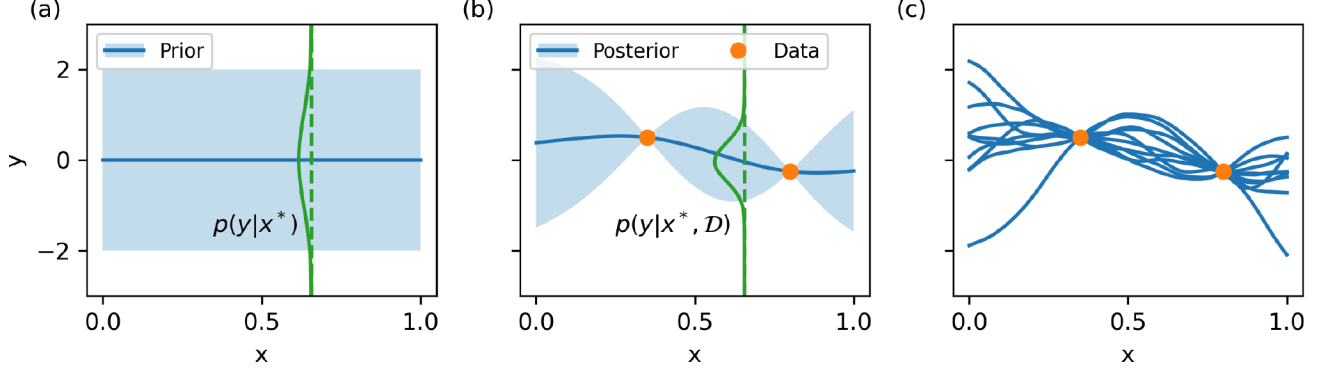 (a)
Prior
p(y|x*)
2
0
−2
y
0.0 0.5 1.0
x
(b)
Posterior Data
p(y|x*, 𝒟)
0.0 0.5 1.0
x
(c)
0.0 0.5 1.0
x